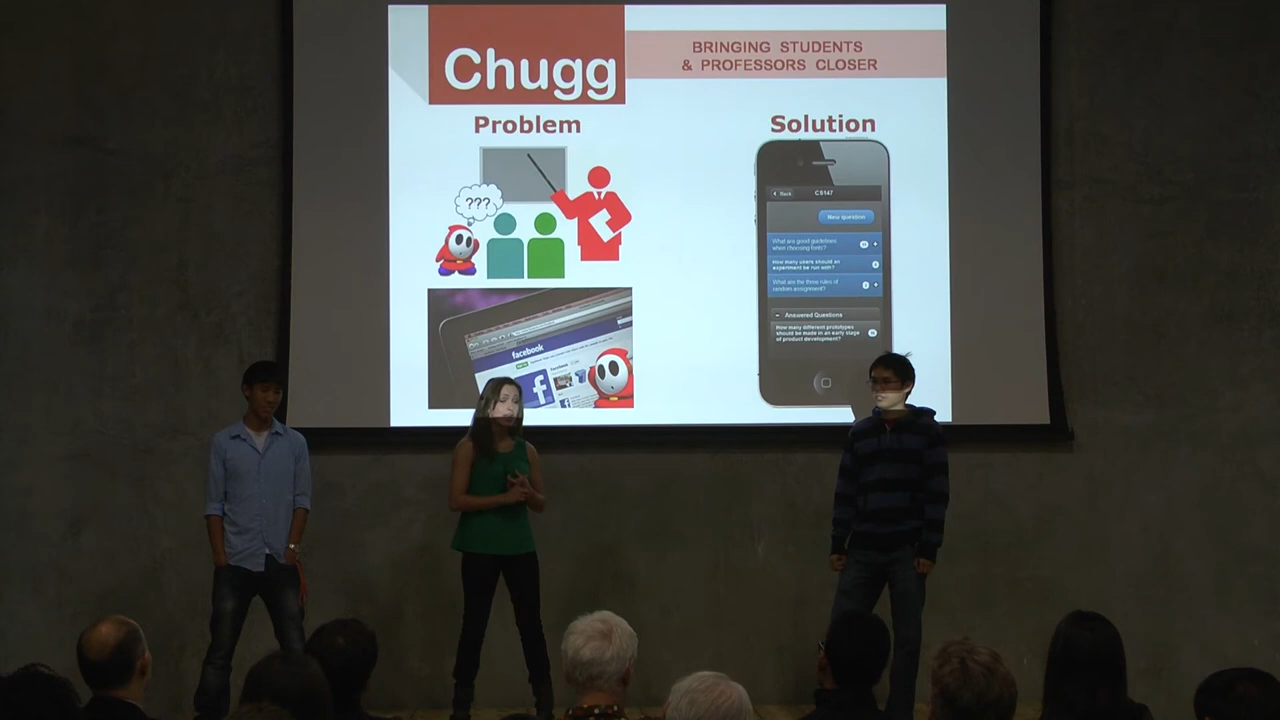 Chugg
BRINGING STUDENTS
& PROFESSORS CLOSER
Problem
Solution
???
Back
CS147
New question
What are good guidelines
when choosing fonts?
How many users should an
experiment be run with?
What are the three rules of
random assignment?
Answered Questions
How many different prototypes
should be made in an early stage
of product development?
facebook
Facebook
f
f